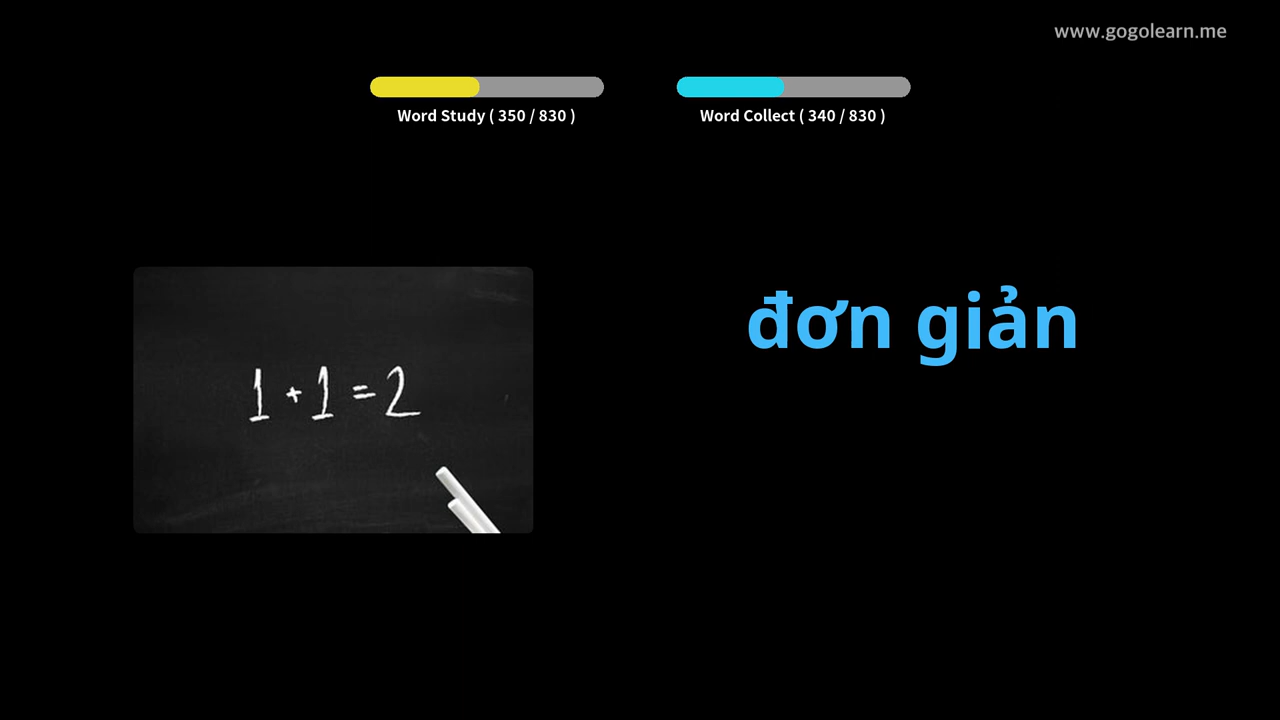 www.gogolearn.me
Word Study ( 350 / 830 )
Word Collect ( 340 / 830 )
đơn giản
1 + 1 = 2